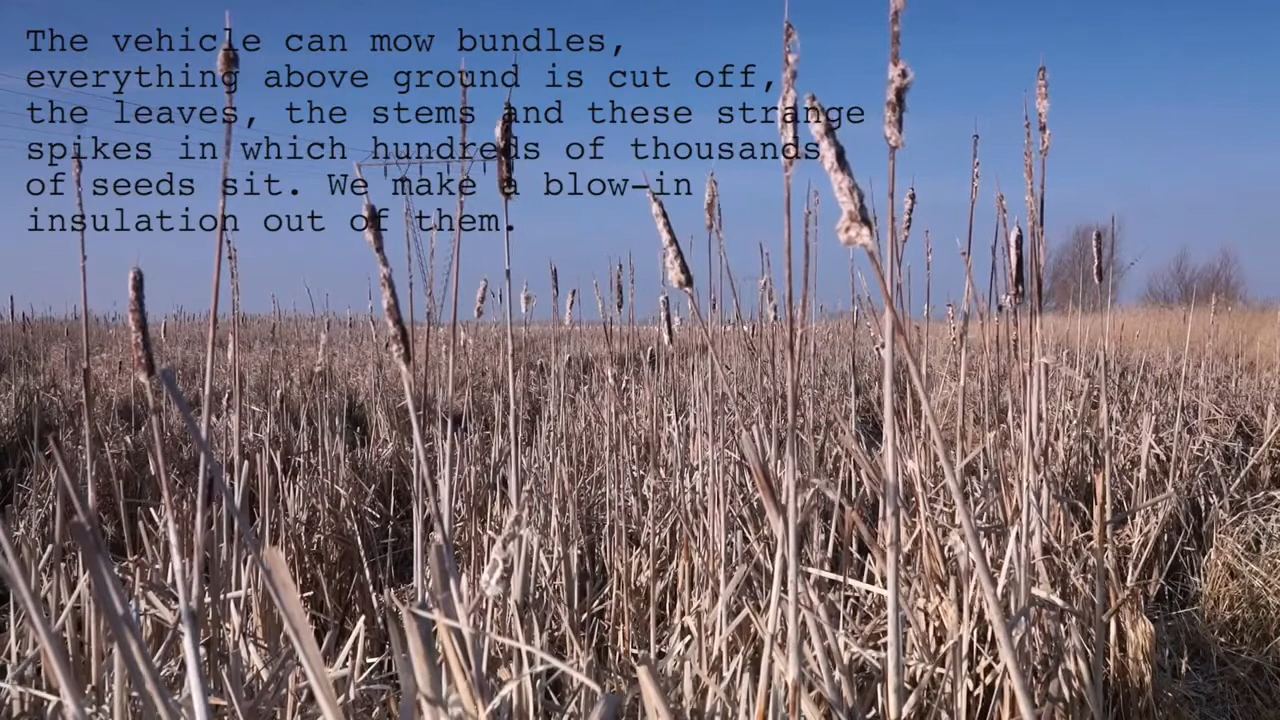 The vehicle can mow bundles,
everything above ground is cut off,
the leaves, the stems and these strange
spikes in which hundreds of thousands
of seeds sit. We make a blow-in
insulation out of them.